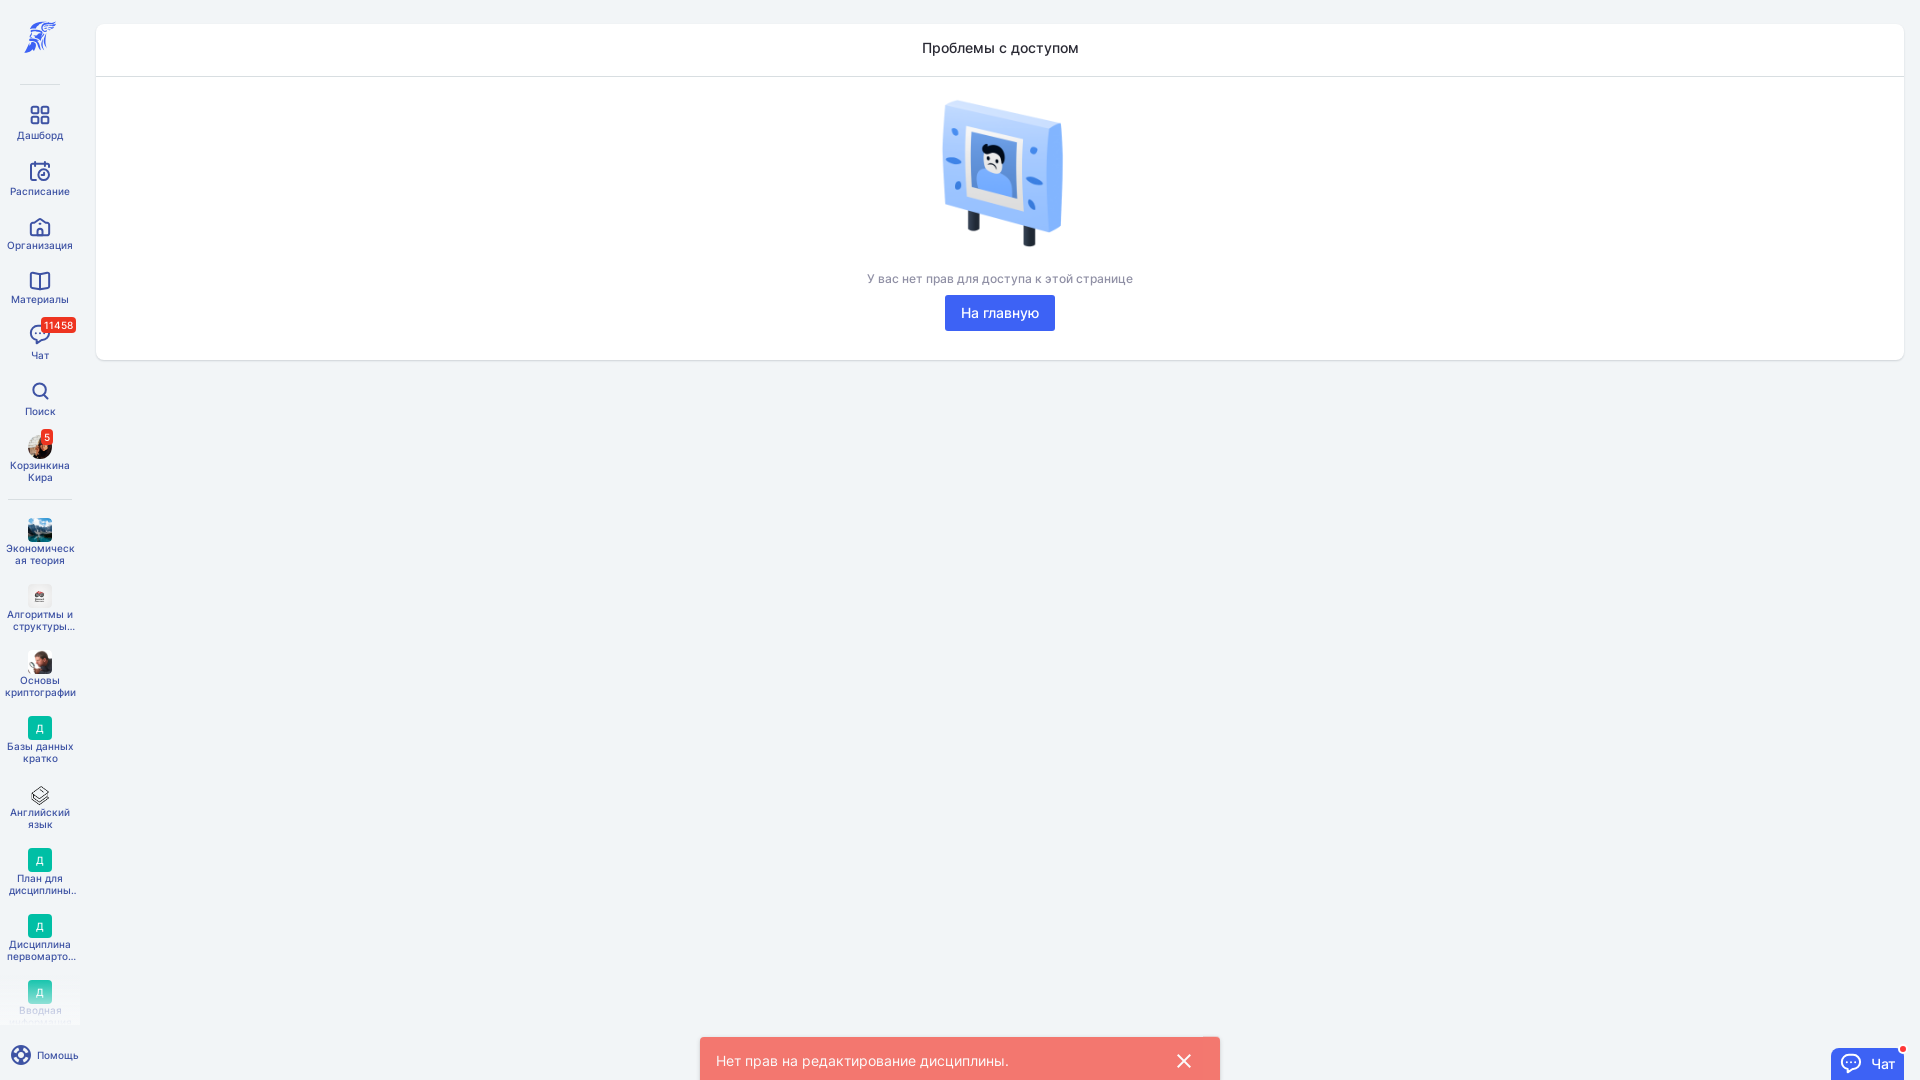 Проблемы с доступом
У вас нет прав для доступа к этой странице
На главную
Дашборд
Расписание
Организация
Материалы
11458
Чат
Поиск
5
Корзинкина
Кира
Экономическ
ая теория
Алгоритмы и
структуры...
Основы
криптографии
Д
Базы данных
кратко
Английский
язык
Д
План для
дисциплины..
Д
Дисциплина
первомарто...
Д
Вводная
Помощь
Нет прав на редактирование дисциплины.
Чат